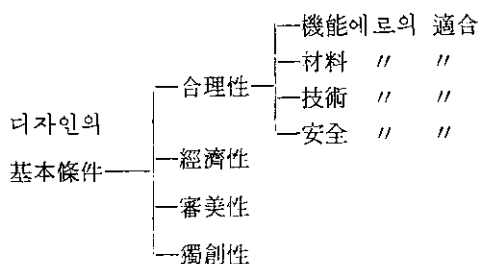 機能에로의 適合
材料 〃 〃
合理性
技術 〃 〃
디자인의
安全 〃 〃
基本條件
經濟性
審美性
獨創性